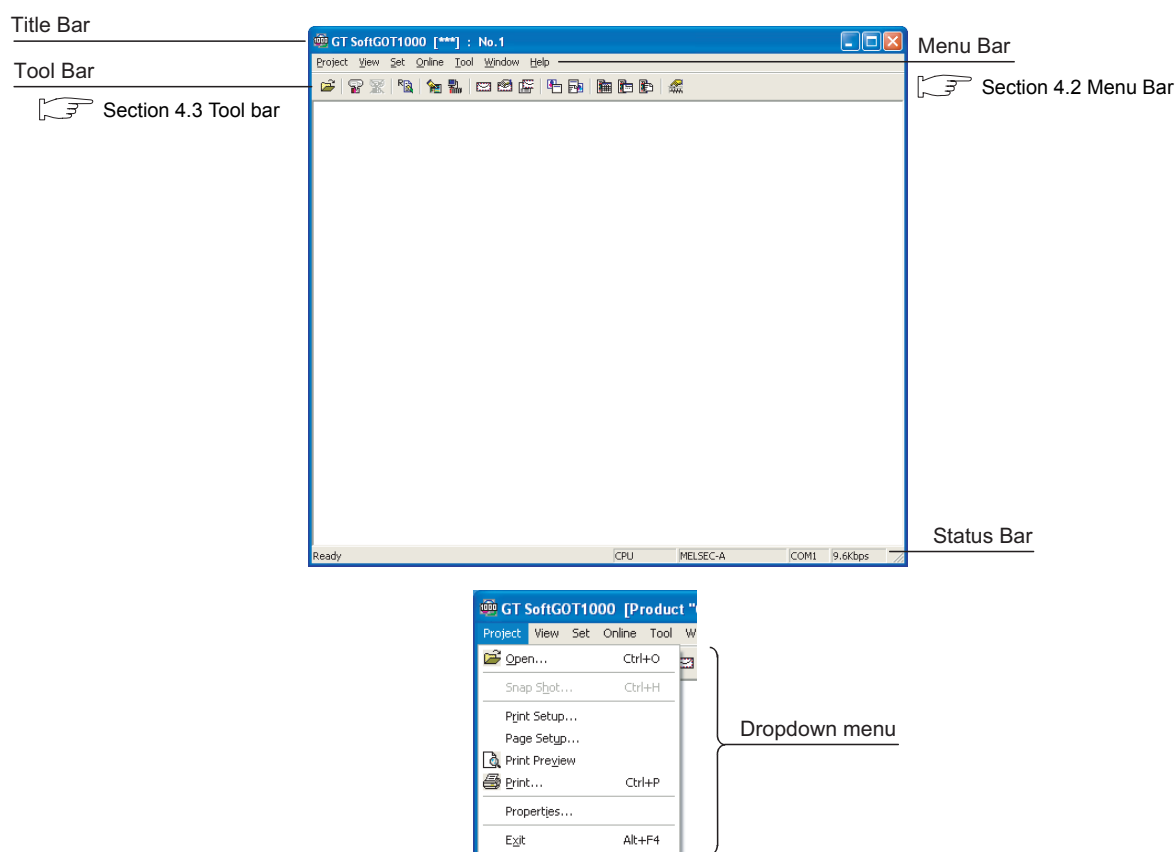 Title Bar
GT SoftGOT1000 [***] : No.1
Menu Bar
Project View Set Online Tool Window Help
Tool Bar
Section 4.2 Menu Bar
Section 4.3 Tool bar
Status Bar
Ready CPU MELSEC-A COM1 9.6Kbps
GT SoftGOT1000 [Product "
Project View Set Online Tool W
Open... Ctrl+O
Snap Shot... Ctrl+H
Print Setup...
Page Setup...
Dropdown menu
Print Preview
Print... Ctrl+P
Properties...
Exit Alt+F4